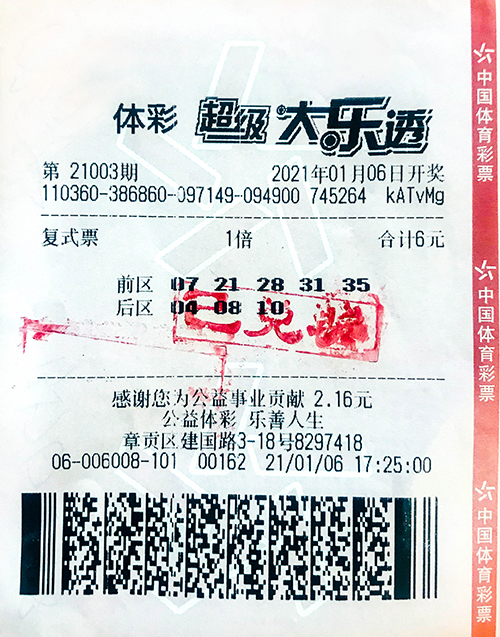 体彩 超级大乐透
第 21003期 2021年01月06日开奖
110360-386860-097149-094900 745264 kATvMg
复式票 1倍 合计6元
前区 07 21 28 31 35
后区 04 08 10
已兑
感谢您为公益事业贡献 2.16元
公益体彩 乐善人生
章贡区建国路3-18号8297418
06-006008-101 00162 21/01/06 17:25:00
中国体育彩票
中国体育彩票
中国体育彩票